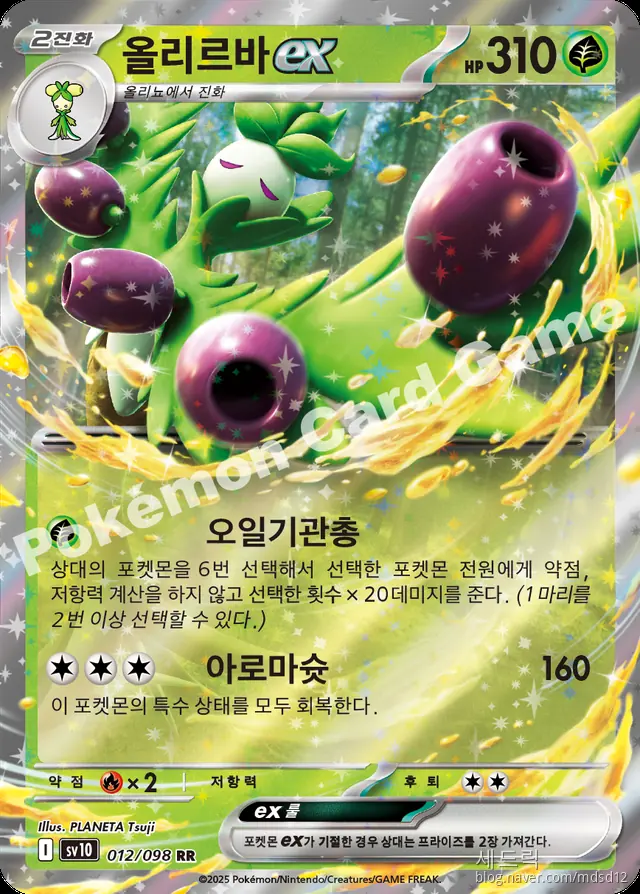 2진화
올리르바 ex
HP 310
올리뇨에서 진화
Pokémon Card Game
오일기관총
상대의 포켓몬을 6번 선택해서 선택한 포켓몬 전원에게 약점,
저항력 계산을 하지 않고 선택한 횟수 × 20데미지를 준다. (1마리를
2번 이상 선택할 수 있다.)
아로마슛 160
이 포켓몬의 특수 상태를 모두 회복한다.
약점 ×2 저항력 후퇴
ex 룰
포켓몬 ex가 기절한 경우 상대는 프라이즈를 2장 가져간다.
Illus. PLANETA Tsuji
I sv10 012/098 RR
©2025 Pokémon/Nintendo/Creatures/GAME FREAK.
세드릭
blog.naver.com/mdsd12